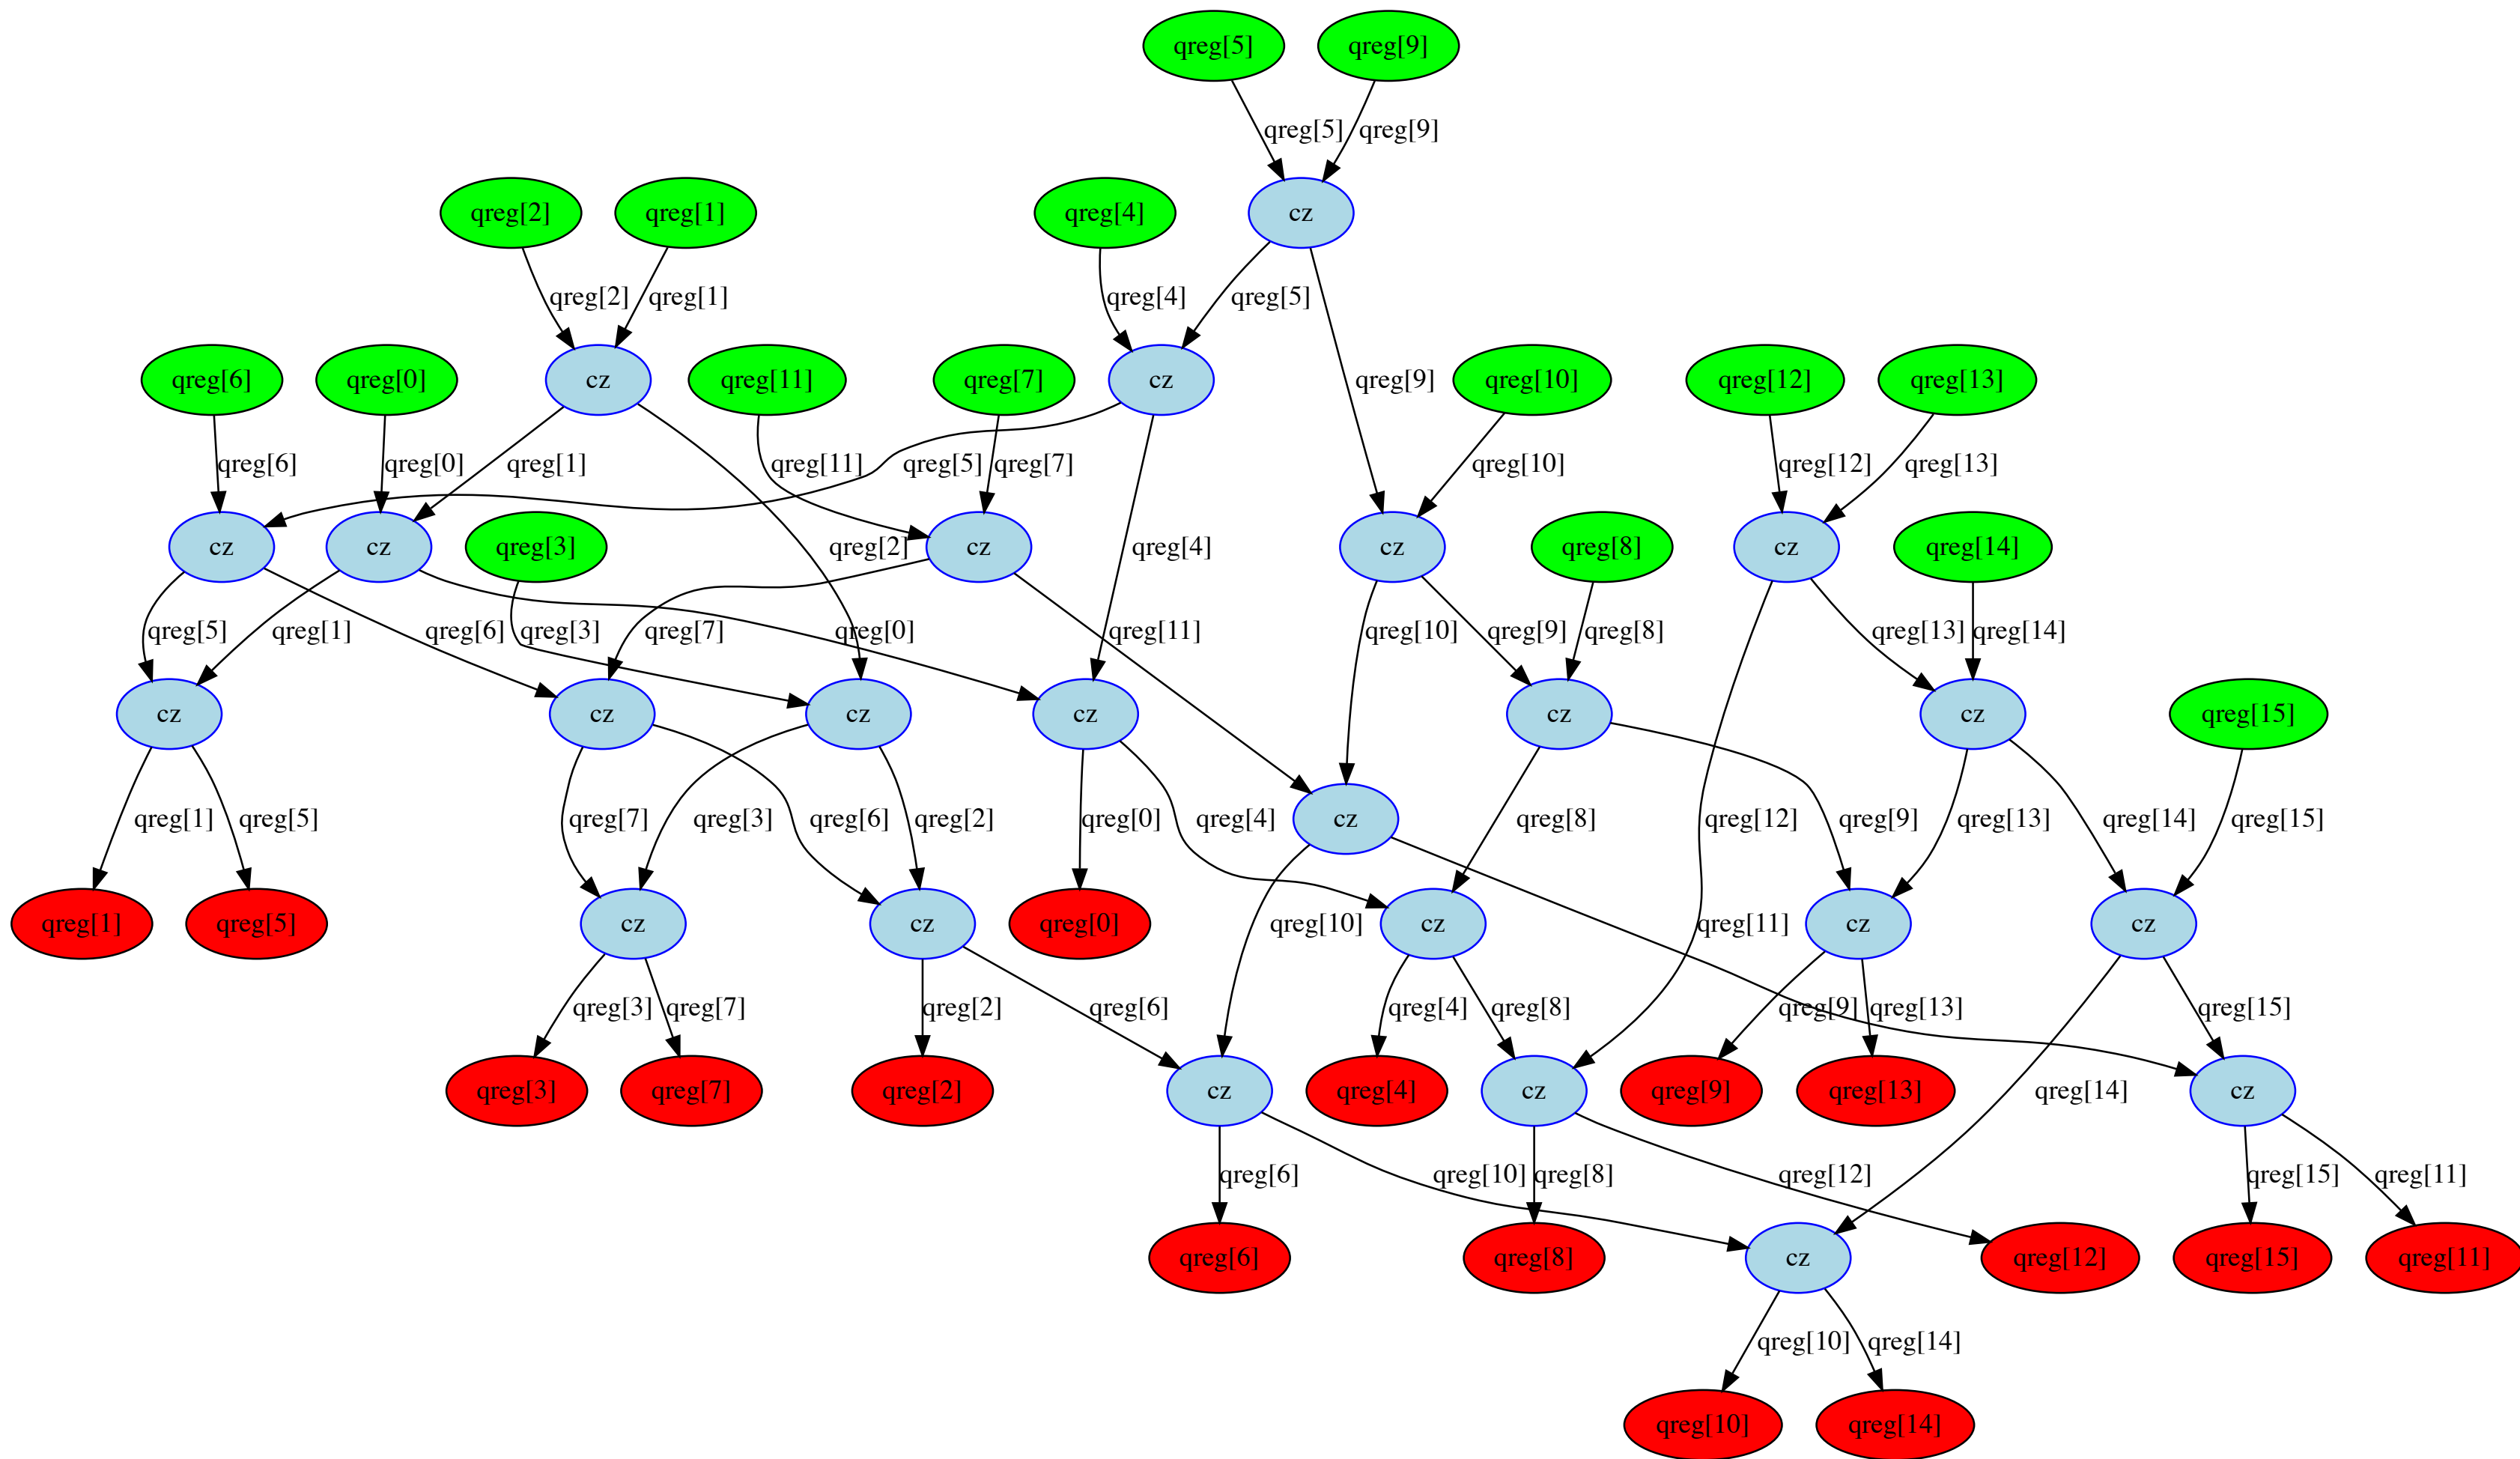 qreg[5] qreg[9]
qreg[5] qreg[9]
qreg[2] qreg[1] qreg[4] cz
qreg[2] qreg[1] qreg[4] qreg[5]
qreg[6] qreg[0] cz qreg[11] qreg[7] cz qreg[9] qreg[10] qreg[12] qreg[13]
qreg[6] qreg[0] qreg[1] qreg[11] qreg[5] qreg[7] qreg[10] qreg[12] qreg[13]
cz cz qreg[3] qreg[2] cz qreg[4] cz qreg[8] cz qreg[14]
qreg[5] qreg[1] qreg[6] qreg[3] qreg[7] qreg[0] qreg[11] qreg[10] qreg[9] qreg[8] qreg[13] qreg[14]
cz cz cz cz cz cz qreg[15]
qreg[1] qreg[5] qreg[7] qreg[3] qreg[6] qreg[2] qreg[0] qreg[4] cz qreg[8] qreg[12] qreg[9] qreg[13] qreg[14] qreg[15]
qreg[1] qreg[5] cz cz qreg[0] qreg[10] cz qreg[11] cz cz
qreg[3] qreg[7] qreg[2] qreg[6] qreg[4] qreg[8] qreg[9] qreg[13] qreg[15]
qreg[3] qreg[7] qreg[2] cz qreg[4] cz qreg[9] qreg[13] qreg[14] cz
qreg[6] qreg[10] qreg[8] qreg[12] qreg[15] qreg[11]
qreg[6] qreg[8] cz qreg[12] qreg[15] qreg[11]
qreg[10] qreg[14]
qreg[10] qreg[14]